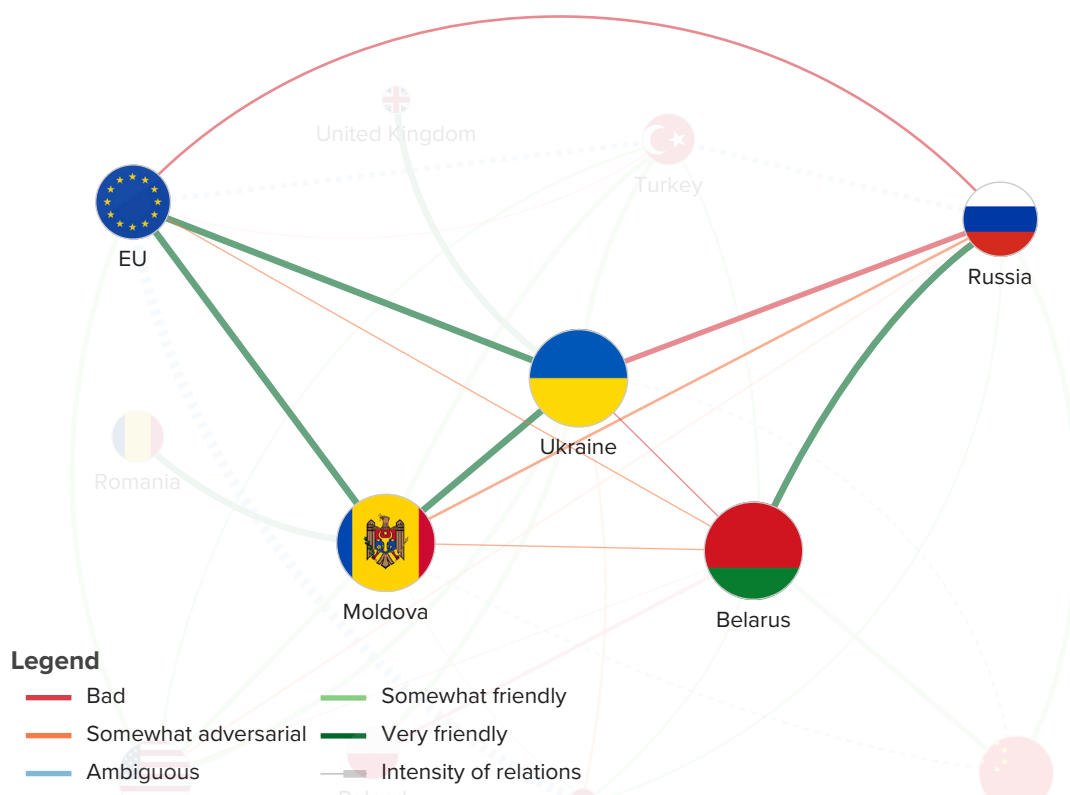 United Kingdom
Turkey
EU
Russia
Ukraine
Romania
Moldova
Belarus
Legend
Bad
Somewhat friendly
Somewhat adversarial
Very friendly
Ambiguous
Intensity of relations